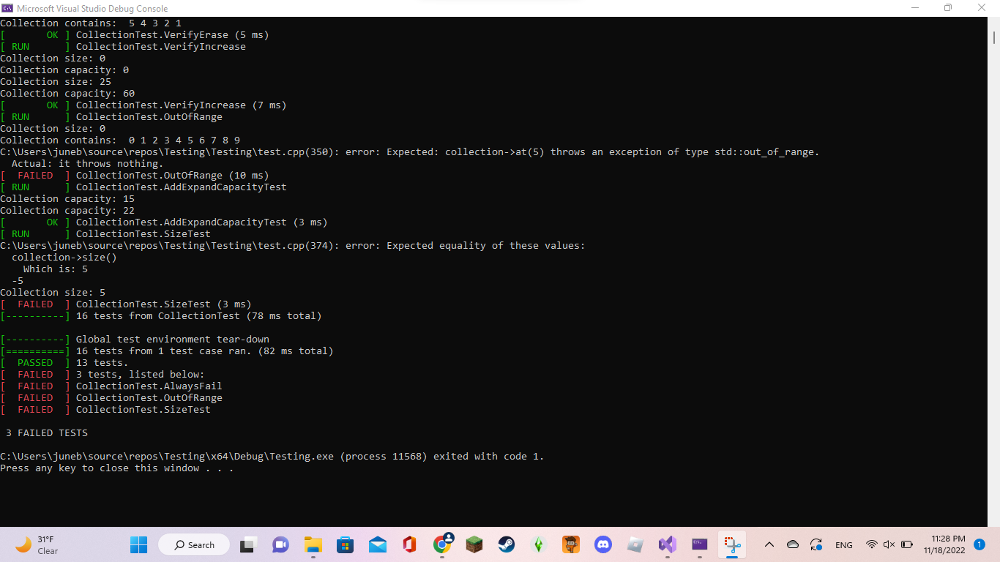 Microsoft Visual Studio Debug Console
Collection contains:  5 4 3 2 1
[       OK ] CollectionTest.VerifyErase (5 ms)
[ RUN      ] CollectionTest.VerifyIncrease
Collection size: 0
Collection capacity: 0
Collection size: 25
Collection capacity: 60
[       OK ] CollectionTest.VerifyIncrease (7 ms)
[ RUN      ] CollectionTest.OutOfRange
Collection size: 0
Collection contains:  0 1 2 3 4 5 6 7 8 9
C:\Users\juneb\source\repos\Testing\Testing\test.cpp(350): error: Expected: collection->at(5) throws an exception of type std::out_of_range.
  Actual: it throws nothing.
[  FAILED  ] CollectionTest.OutOfRange (10 ms)
[ RUN      ] CollectionTest.AddExpandCapacityTest
Collection capacity: 15
Collection capacity: 22
[       OK ] CollectionTest.AddExpandCapacityTest (3 ms)
[ RUN      ] CollectionTest.SizeTest
C:\Users\juneb\source\repos\Testing\Testing\test.cpp(374): error: Expected equality of these values:
  collection->size()
    Which is: 5
  -5
Collection size: 5
[  FAILED  ] CollectionTest.SizeTest (3 ms)
[----------] 16 tests from CollectionTest (78 ms total)
[----------] Global test environment tear-down
[==========] 16 tests from 1 test case ran. (82 ms total)
[  PASSED  ] 13 tests.
[  FAILED  ] 3 tests, listed below:
[  FAILED  ] CollectionTest.AlwaysFail
[  FAILED  ] CollectionTest.OutOfRange
[  FAILED  ] CollectionTest.SizeTest
 3 FAILED TESTS
C:\Users\juneb\source\repos\Testing\x64\Debug\Testing.exe (process 11568) exited with code 1.
Press any key to close this window . . .
31°F
Clear
Search
ENG
11:28 PM
11/18/2022
1